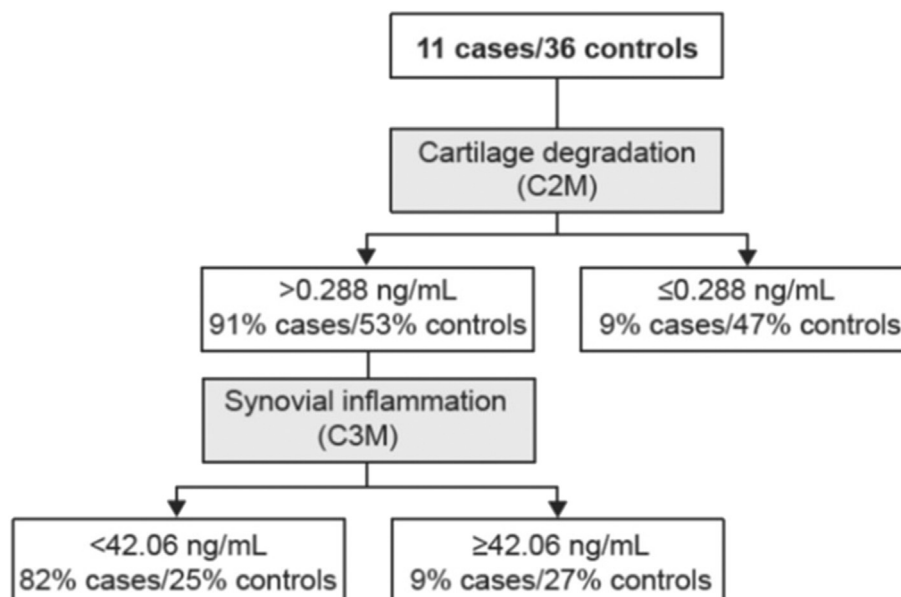 11 cases/36 controls
Cartilage degradation
(C2M)
>0.288 ng/mL
91% cases/53% controls
≤0.288 ng/mL
9% cases/47% controls
Synovial inflammation
(C3M)
<42.06 ng/mL
82% cases/25% controls
≥42.06 ng/mL
9% cases/27% controls